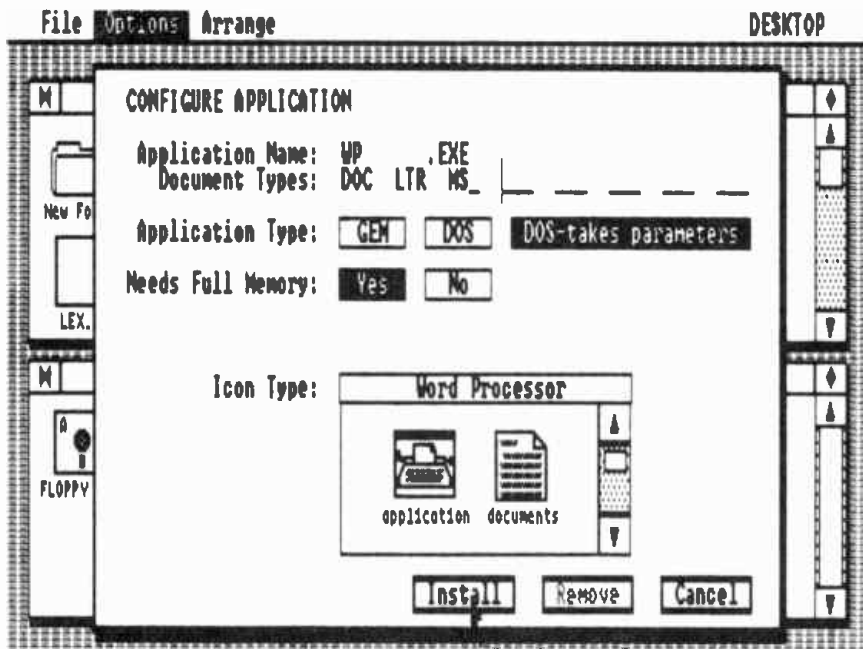 File Options Arrange DESKTOP
CONFIGURE APPLICATION
Application Name: WP .EXE
Document Types: DOC LTR MS_
New Fo
Application Type: GEM DOS DOS-takes parameters
Needs Full Memory: Yes No
LEX.
Icon Type: Word Processor
A
FLOPPY
application documents
Install Remove Cancel